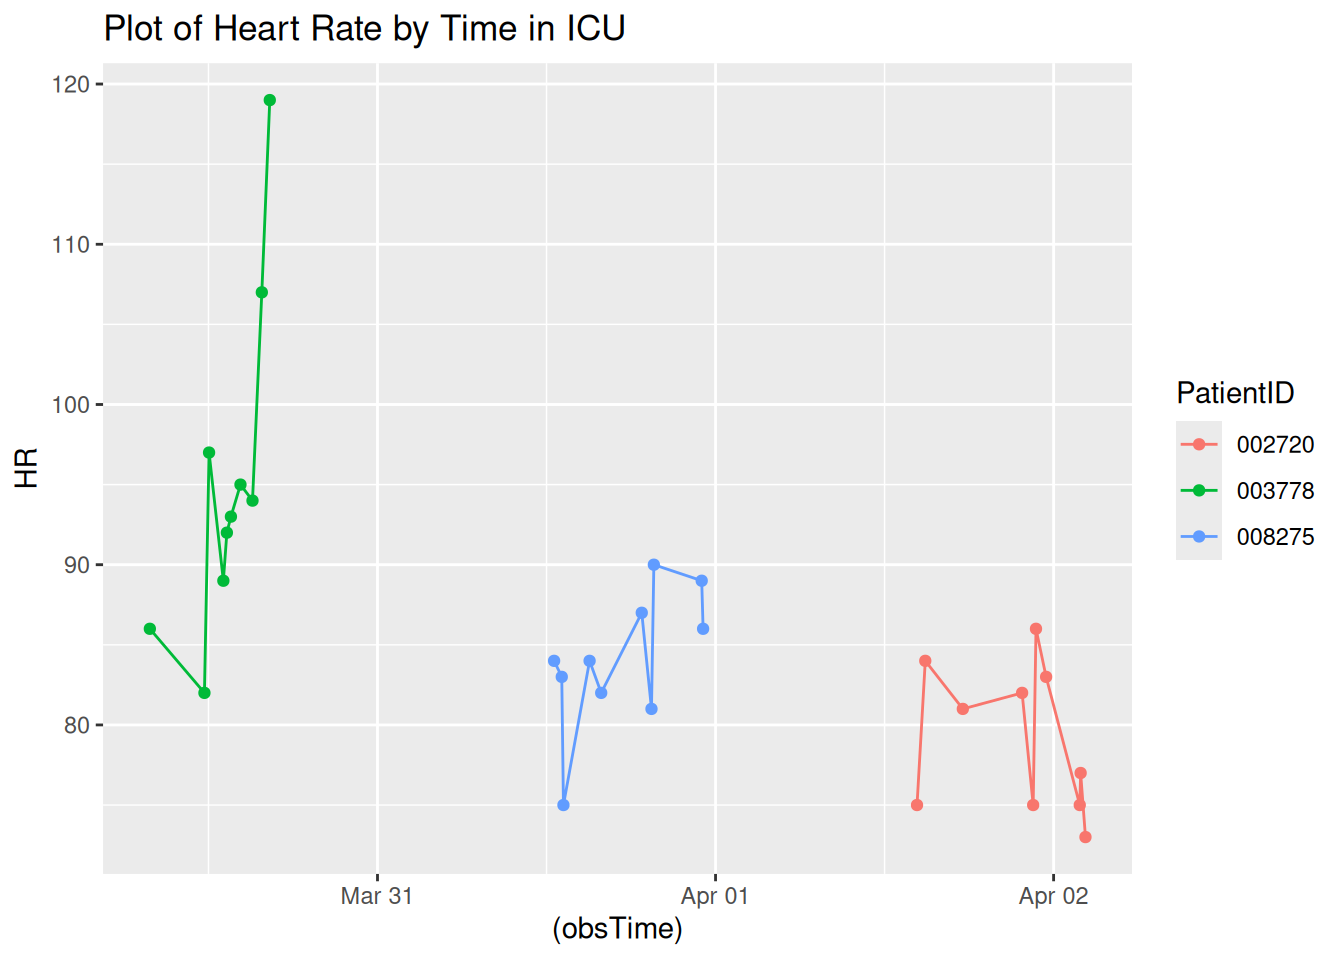 Plot of Heart Rate by Time in ICU
120
110
100
90
80
HR
Mar 31
Apr 01
Apr 02
(obsTime)
PatientID
002720
003778
008275